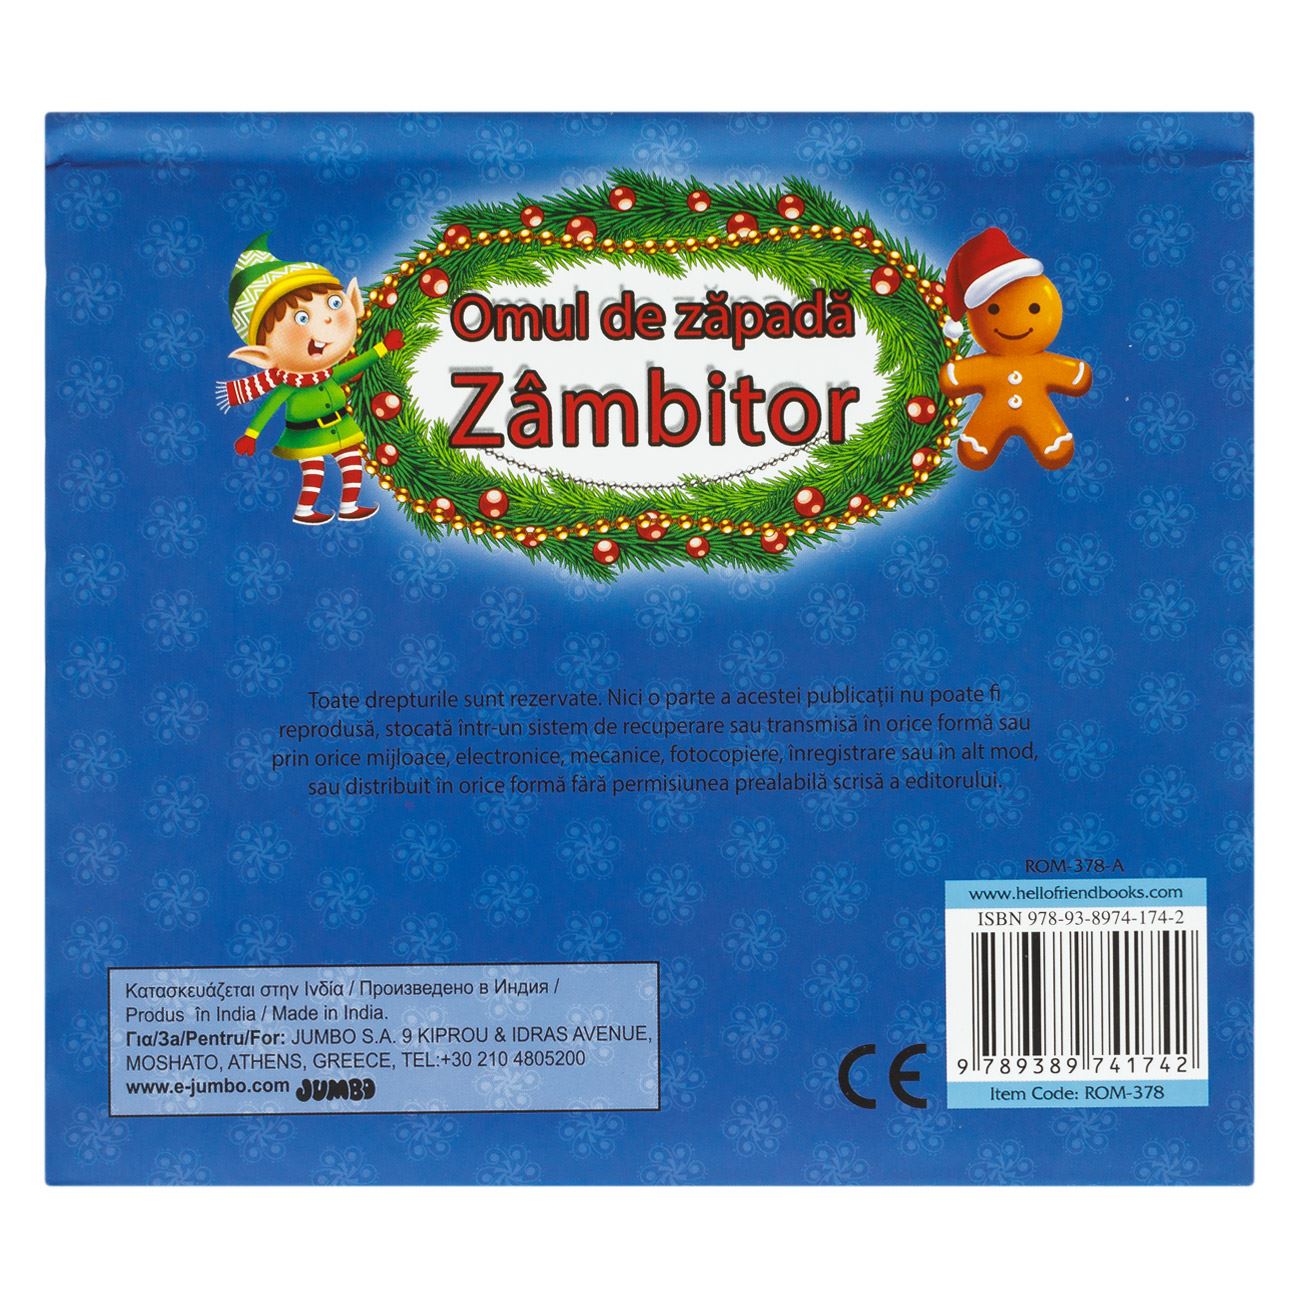 Omul de zăpadă
Zâmbitor
Toate drepturile sunt rezervate. Nici o parte a acestei publicații nu poate fi
reprodusă, stocată într-un sistem de recuperare sau transmisă în orice formă sau
prin orice mijloace, electronice, mecanice, fotocopiere, înregistrare sau în alt mod,
sau distribuit în orice formă fără permisiunea prealabilă scrisă a editorului.
Κατασκευάζεται στην Ινδία / Произведено в Индия /
Produs în India / Made in India.
Για/За/Pentru/For: JUMBO S.A. 9 KIPROU & IDRAS AVENUE,
MOSHATO, ATHENS, GREECE, TEL:+30 210 4805200
www.e-jumbo.com JUMBO
CE
ROM-378-A
www.hellofriendbooks.com
ISBN 978-93-8974-174-2
9 789389 741742
Item Code: ROM-378